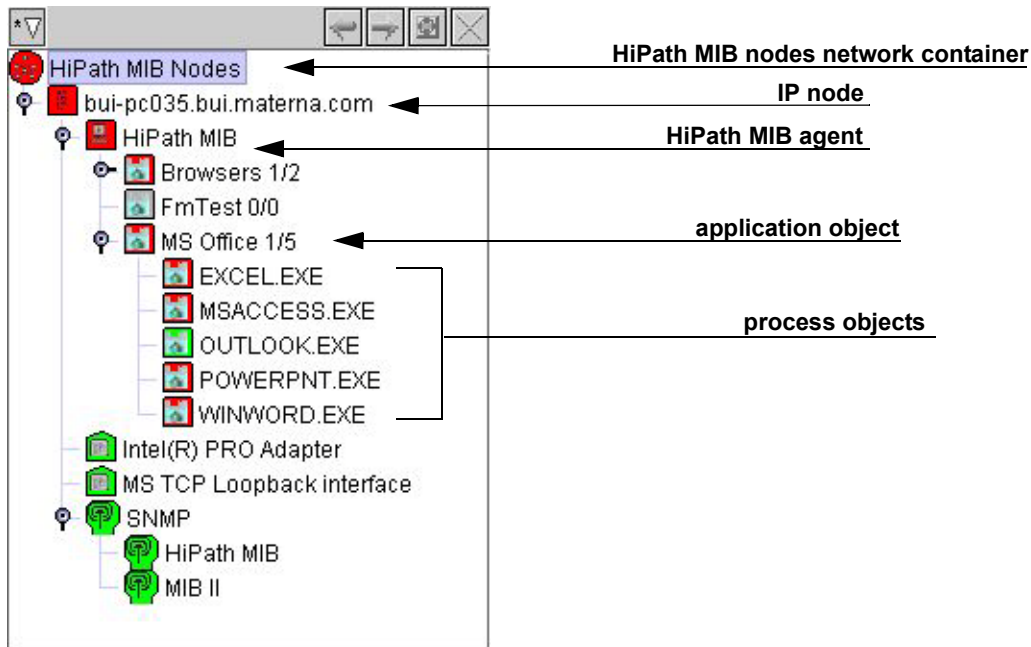 *
HiPath MIB Nodes
HiPath MIB nodes network container
bui-pc035.bui.materna.com
IP node
HiPath MIB
HiPath MIB agent
Browsers 1/2
FmTest 0/0
MS Office 1/5
application object
EXCEL.EXE
MSACCESS.EXE
OUTLOOK.EXE
process objects
POWERPNT.EXE
WINWORD.EXE
Intel(R) PRO Adapter
MS TCP Loopback interface
SNMP
HiPath MIB
MIB II